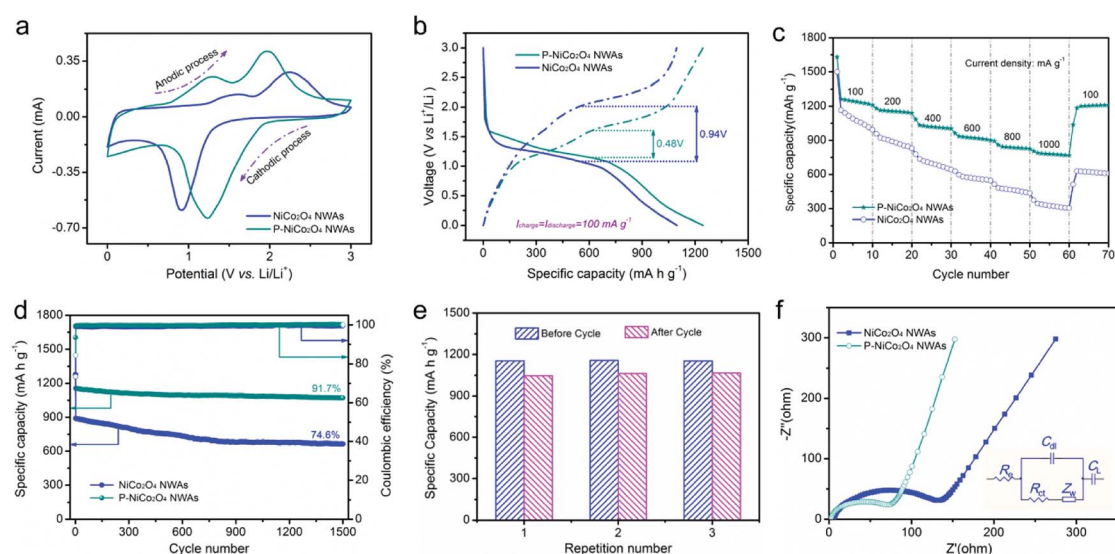 a
Current (mA)
0.35
0.00
-0.35
-0.70
Anodic process
Cathodic process
NiCo₂O₄ NWAs
P-NiCo₂O₄ NWAs
0
1
2
3
Potential (V vs. Li/Li⁺)
b
Voltage (V vs Li⁺/Li)
3.0
2.5
2.0
1.5
1.0
0.5
0.0
P-NiCo₂O₄ NWAs
NiCo₂O₄ NWAs
0.94V
0.48V
Icharge=Idischarge=100 mA g⁻¹
0
300
600
900
1200
1500
Specific capacity (mA h g⁻¹)
c
Specific capacity(mAh g⁻¹)
1800
1500
1200
900
600
300
0
Current density: mA g⁻¹
100
200
400
600
800
1000
100
P-NiCo₂O₄ NWAs
NiCo₂O₄ NWAs
0
10
20
30
40
50
60
70
Cycle number
d
Specific capacity (mA h g⁻¹)
1800
1500
1200
900
600
300
0
91.7%
74.6%
NiCo₂O₄ NWAs
P-NiCo₂O₄ NWAs
100
80
60
40
20
0
Coulombic efficiency (%)
0
300
600
900
1200
1500
Cycle number
e
Specific Capacity (mA h g⁻¹)
1500
1200
900
600
300
0
Before Cycle
After Cycle
1
2
3
Repetition number
f
-Z''(ohm)
-300
-200
-100
0
NiCo₂O₄ NWAs
P-NiCo₂O₄ NWAs
Cdl
Re
Rct
Zw
CL
0
100
200
300
Z'(ohm)